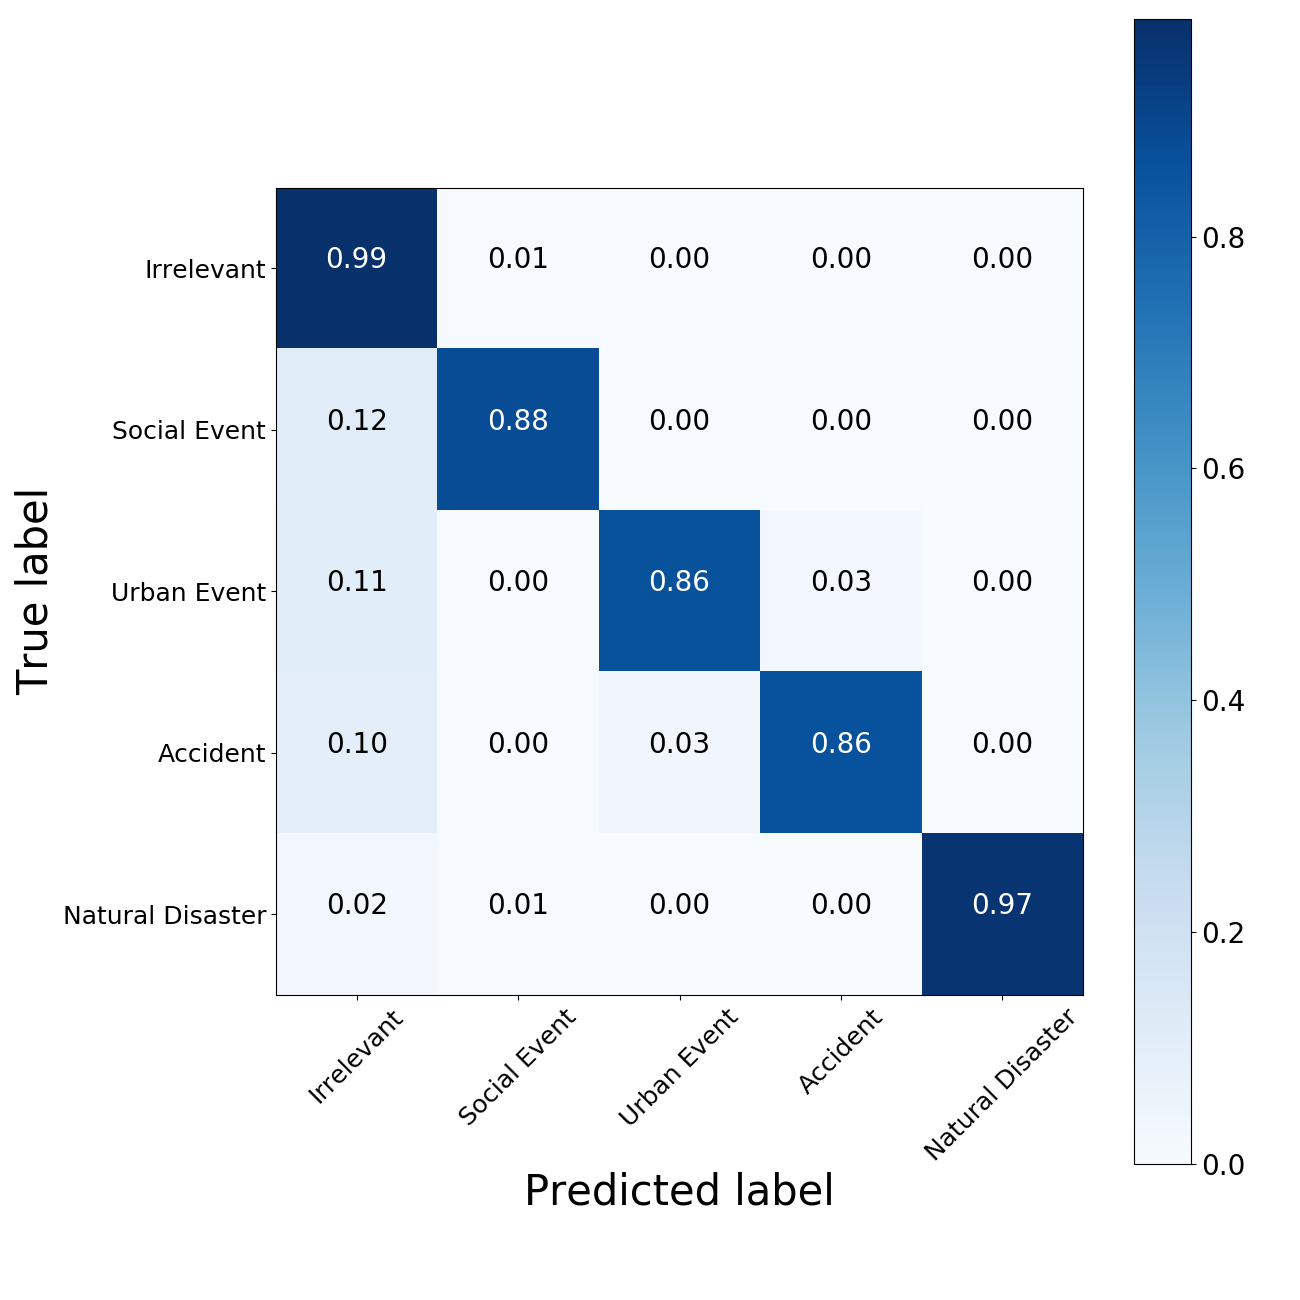 Irrelevant 0.99 0.01 0.00 0.00 0.00
Social Event 0.12 0.88 0.00 0.00 0.00
Urban Event 0.11 0.00 0.86 0.03 0.00
Accident 0.10 0.00 0.03 0.86 0.00
Natural Disaster 0.02 0.01 0.00 0.00 0.97
True label
Irrelevant
Social Event
Urban Event
Accident
Natural Disaster
Predicted label
0.8
0.6
0.4
0.2
0.0